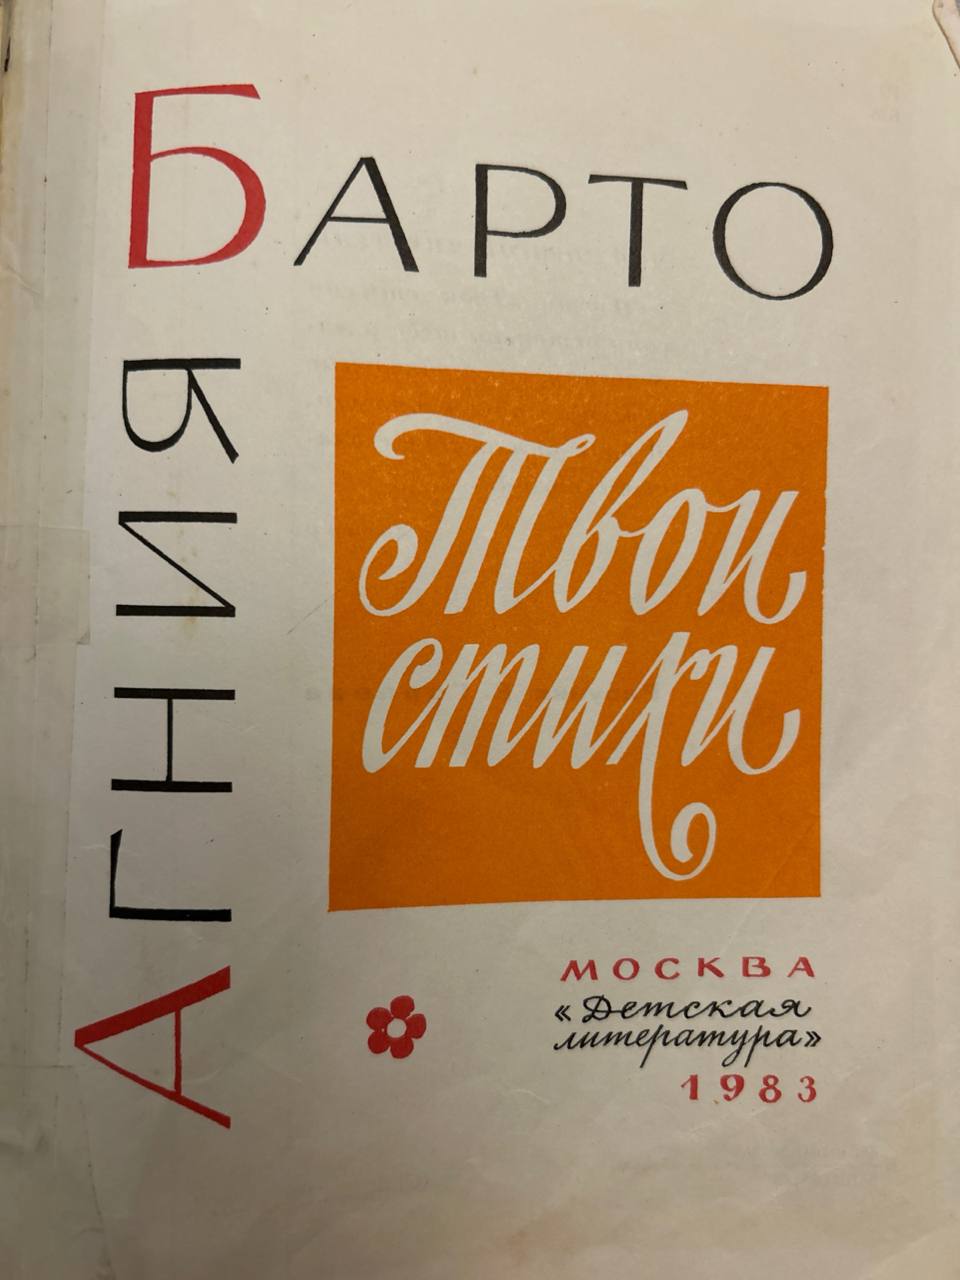 Агния
Барто
Твои
стихи
МОСКВА
«Детская
литература»
1983